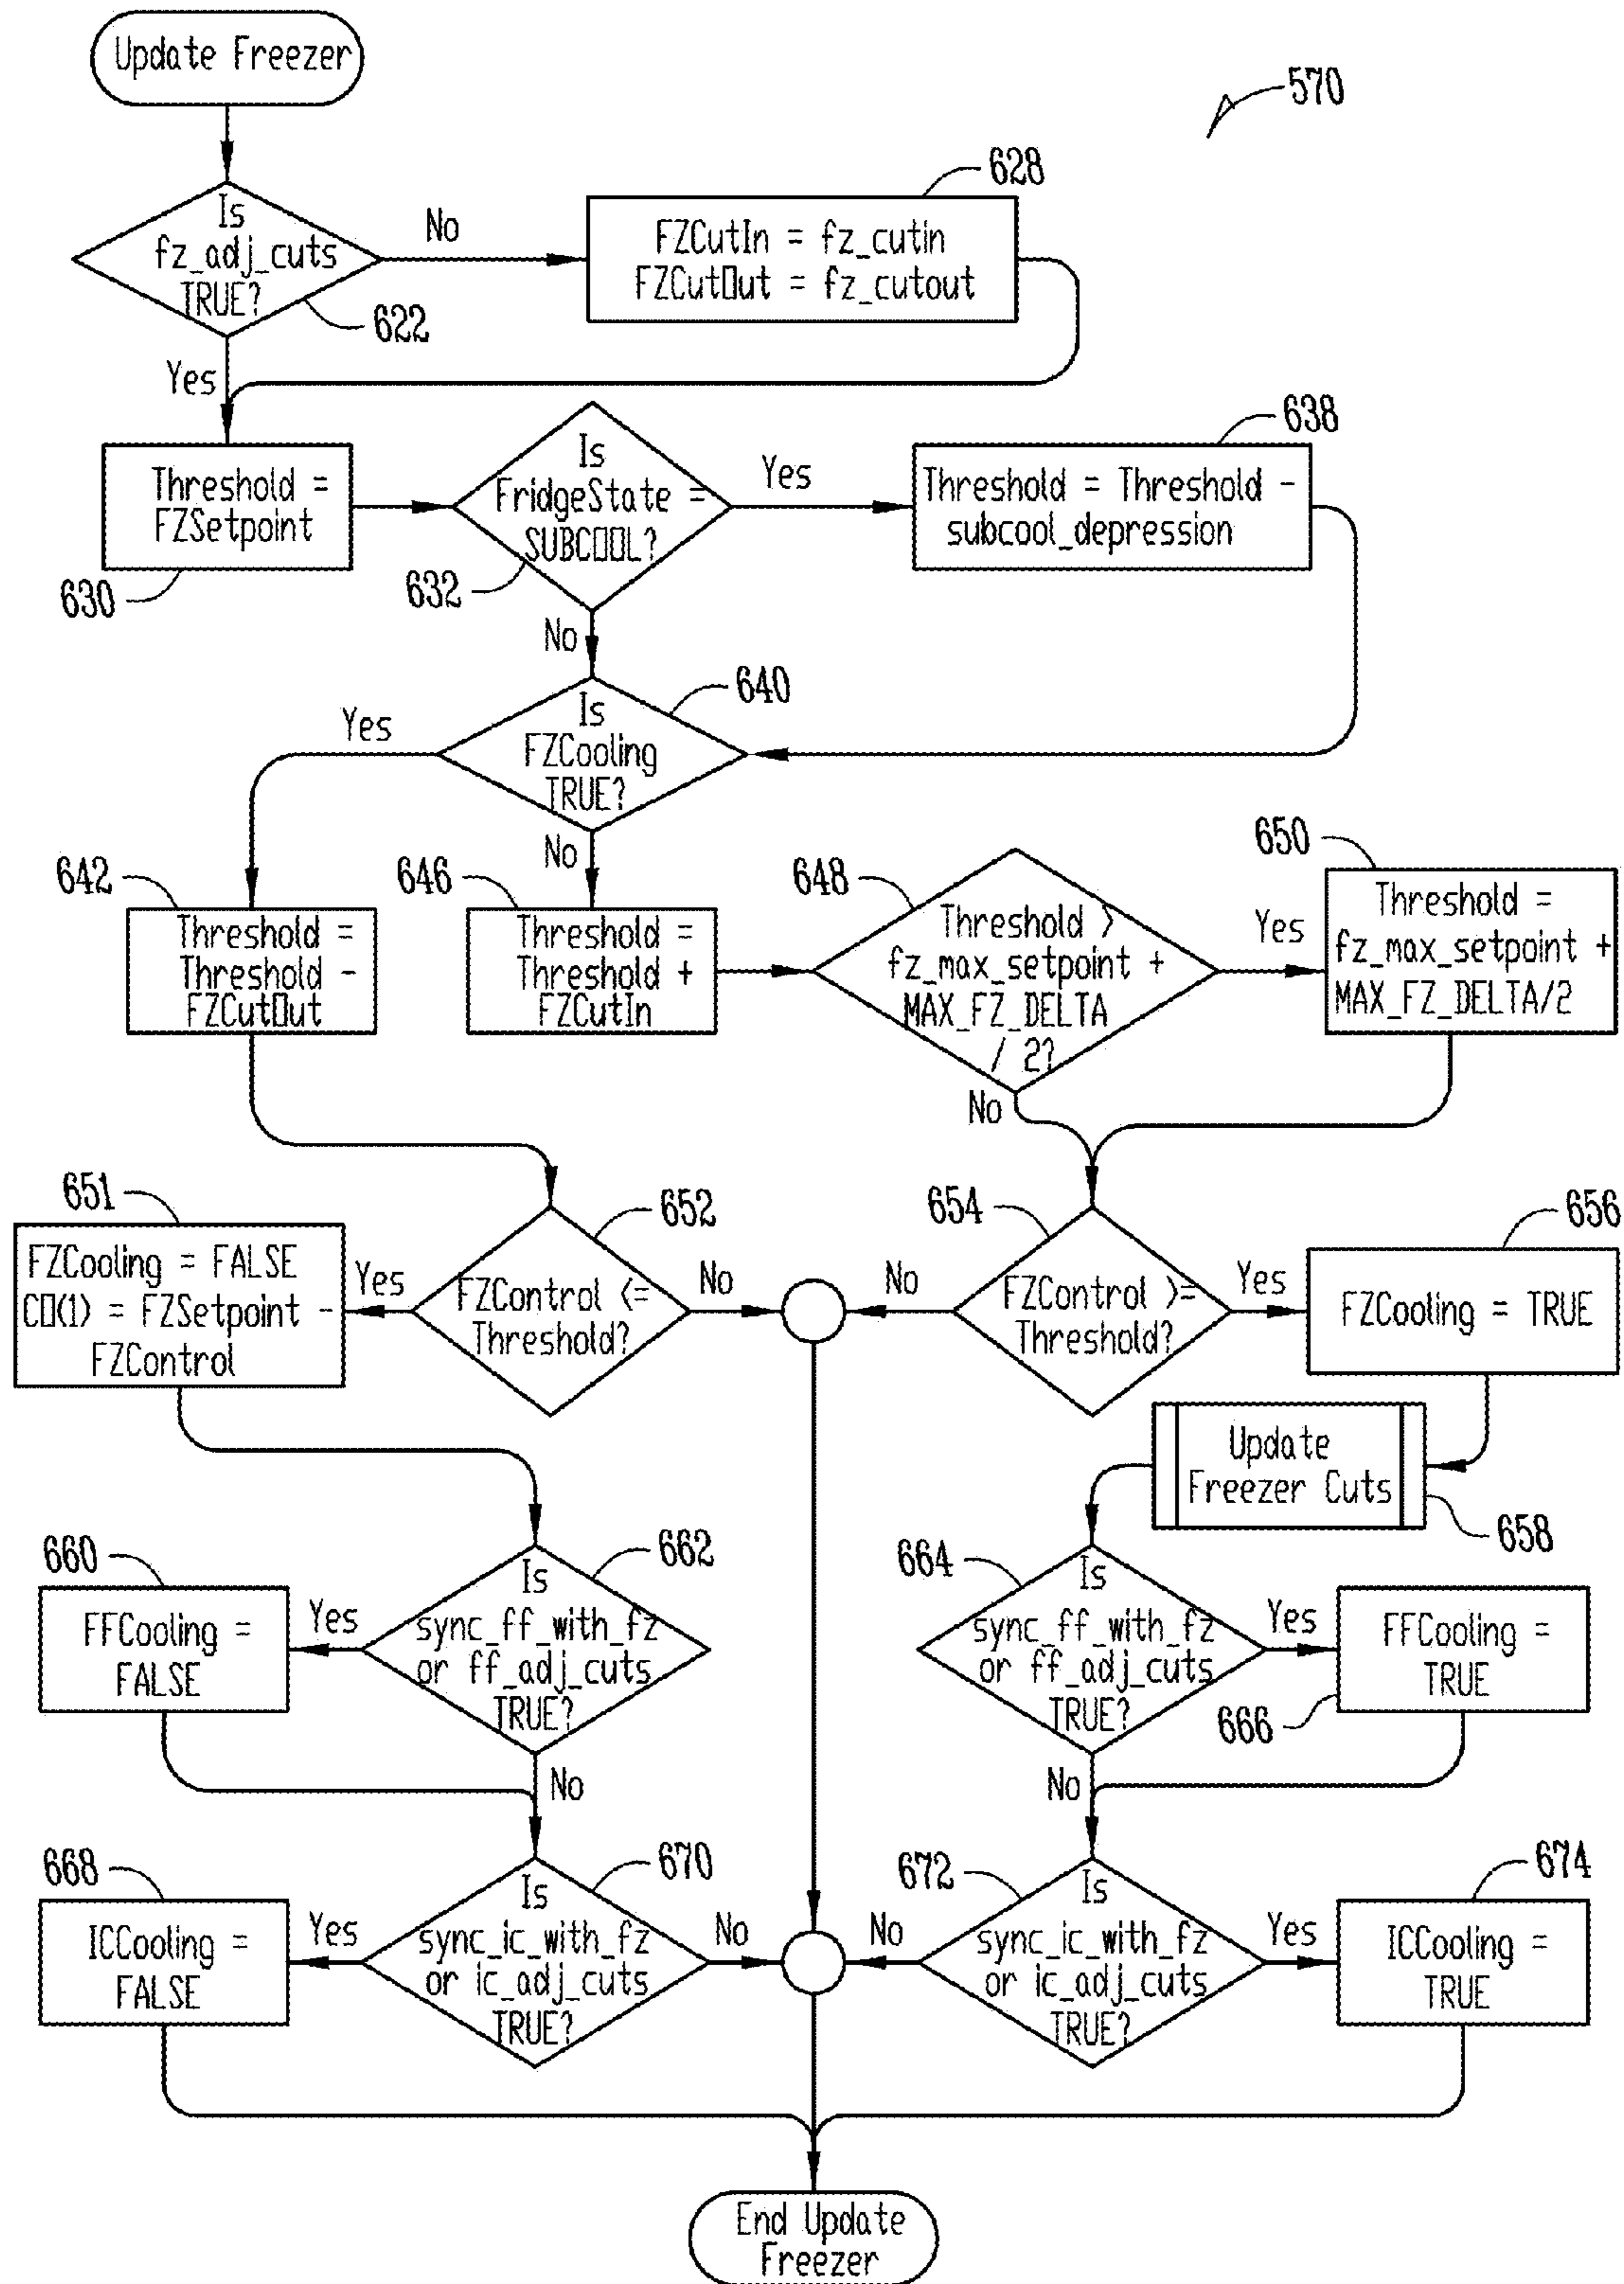 Update Freezer
570
Is
fz_adj_cuts
TRUE?
622
No
Yes
628
FZCutIn = fz_cutin
FZCutOut = fz_cutout
Threshold =
FZSetpoint
630
Is
FridgeState =
SUBCOOL?
632
Yes
No
638
Threshold = Threshold -
subcool_depression
640
Is
FZCooling
TRUE?
Yes
No
642
Threshold =
Threshold -
FZCutOut
646
Threshold =
Threshold +
FZCutIn
648
Threshold >
fz_max_setpoint +
MAX_FZ_DELTA
/ 2?
Yes
No
650
Threshold =
fz_max_setpoint +
MAX_FZ_DELTA/2
651
FZCooling = FALSE
CO(1) = FZSetpoint -
FZControl
Yes
652
FZControl <=
Threshold?
No
No
654
FZControl >=
Threshold?
Yes
656
FZCooling = TRUE
Update
Freezer Cuts
658
660
FFCooling =
FALSE
Yes
662
Is
sync_ff_with_fz
or ff_adj_cuts
TRUE?
No
664
Is
sync_ff_with_fz
or ff_adj_cuts
TRUE?
Yes
No
FFCooling =
TRUE
666
668
ICCooling =
FALSE
Yes
670
Is
sync_ic_with_fz
or ic_adj_cuts
TRUE?
No
No
672
Is
sync_ic_with_fz
or ic_adj_cuts
TRUE?
Yes
674
ICCooling =
TRUE
End Update
Freezer